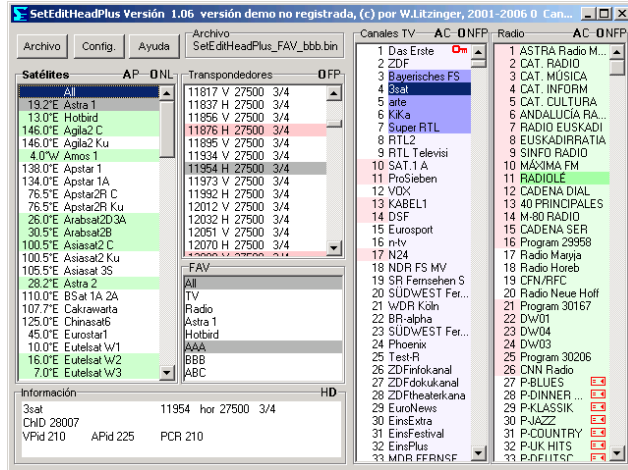 SetEditHeadPlus Versión 1.06 versión demo no registrada, (c) por W.Litzinger, 2001-2006 0 Can...
Archivo
Config.
Ayuda
Archivo
SetEditHeadPlus_FAV_bbb.bin
Satélites AP ONL
All
19.2°E Astra 1
13.0°E Hotbird
146.0°E Agila2 C
146.0°E Agila2 Ku
4.0°W Amos 1
138.0°E Apstar 1
134.0°E Apstar 1A
76.5°E Apstar2R C
76.5°E Apstar2R Ku
26.0°E Arabsat2D3A
30.5°E Arabsat2B
100.5°E Asiasat2 C
100.5°E Asiasat2 Ku
105.5°E Asiasat 3S
28.2°E Astra 2
110.0°E BSat 1A 2A
107.7°E Cakrawarta
125.0°E Chinasat6
45.0°E Eurostar1
10.0°E Eutelsat W1
16.0°E Eutelsat W2
7.0°E Eutelsat W3
Transpondedores OFP
11817 V 27500 3/4
11837 H 27500 3/4
11856 V 27500 3/4
11876 H 27500 3/4
11895 V 27500 3/4
11934 V 27500 3/4
11954 H 27500 3/4
11973 V 27500 3/4
11992 H 27500 3/4
12012 V 27500 3/4
12032 H 27500 3/4
12051 V 27500 3/4
12070 H 27500 3/4
FAV
All
TV
Radio
Astra 1
Hotbird
AAA
BBB
ABC
Información HD
3sat 11954 hor 27500 3/4
ChID 28007
VPid 210 APid 225 PCR 210
Canales TV AC ONFP
1 Das Erste
2 ZDF
3 Bayerisches FS
4 3sat
5 arte
6 KiKa
7 Super RTL
8 RTL2
9 RTL Televisi
10 SAT.1 A
11 ProSieben
12 VOX
13 KABEL1
14 DSF
15 Eurosport
16 n-tv
17 N24
18 NDR FS MV
19 SR Fernsehen S
20 SÜDWEST Fer...
21 WDR Köln
22 BR-alpha
23 SÜDWEST Fer...
24 Phoenix
25 Test-R
26 ZDFinfokanal
27 ZDFdokukanal
28 ZDFtheaterkana
29 EuroNews
30 EinsExtra
31 EinsFestival
32 EinsPlus
33 MDR FERNSE
Radio AC ONFP
1 ASTRA Radio M...
2 CAT. RADIO
3 CAT. MÚSICA
4 CAT. INFORM
5 CAT. CULTURA
6 ANDALUCÍA RA...
7 RADIO EUSKADI
8 EUSKADIRRATIA
9 SINFO RADIO
10 MÁXIMA FM
11 RADIOLÉ
12 CADENA DIAL
13 40 PRINCIPALES
14 M-80 RADIO
15 CADENA SER
16 Program 29958
17 Radio Maryja
18 Radio Horeb
19 CFN/RFC
20 Radio Neue Hoff
21 Program 30167
22 DW01
23 DW04
24 DW03
25 Program 30206
26 CNN Radio
27 P-BLUES
28 P-DINNER ...
29 P-KLASSIK
30 P-JAZZ
31 P-COUNTRY
32 P-UK HITS
33 P-DEUTSC